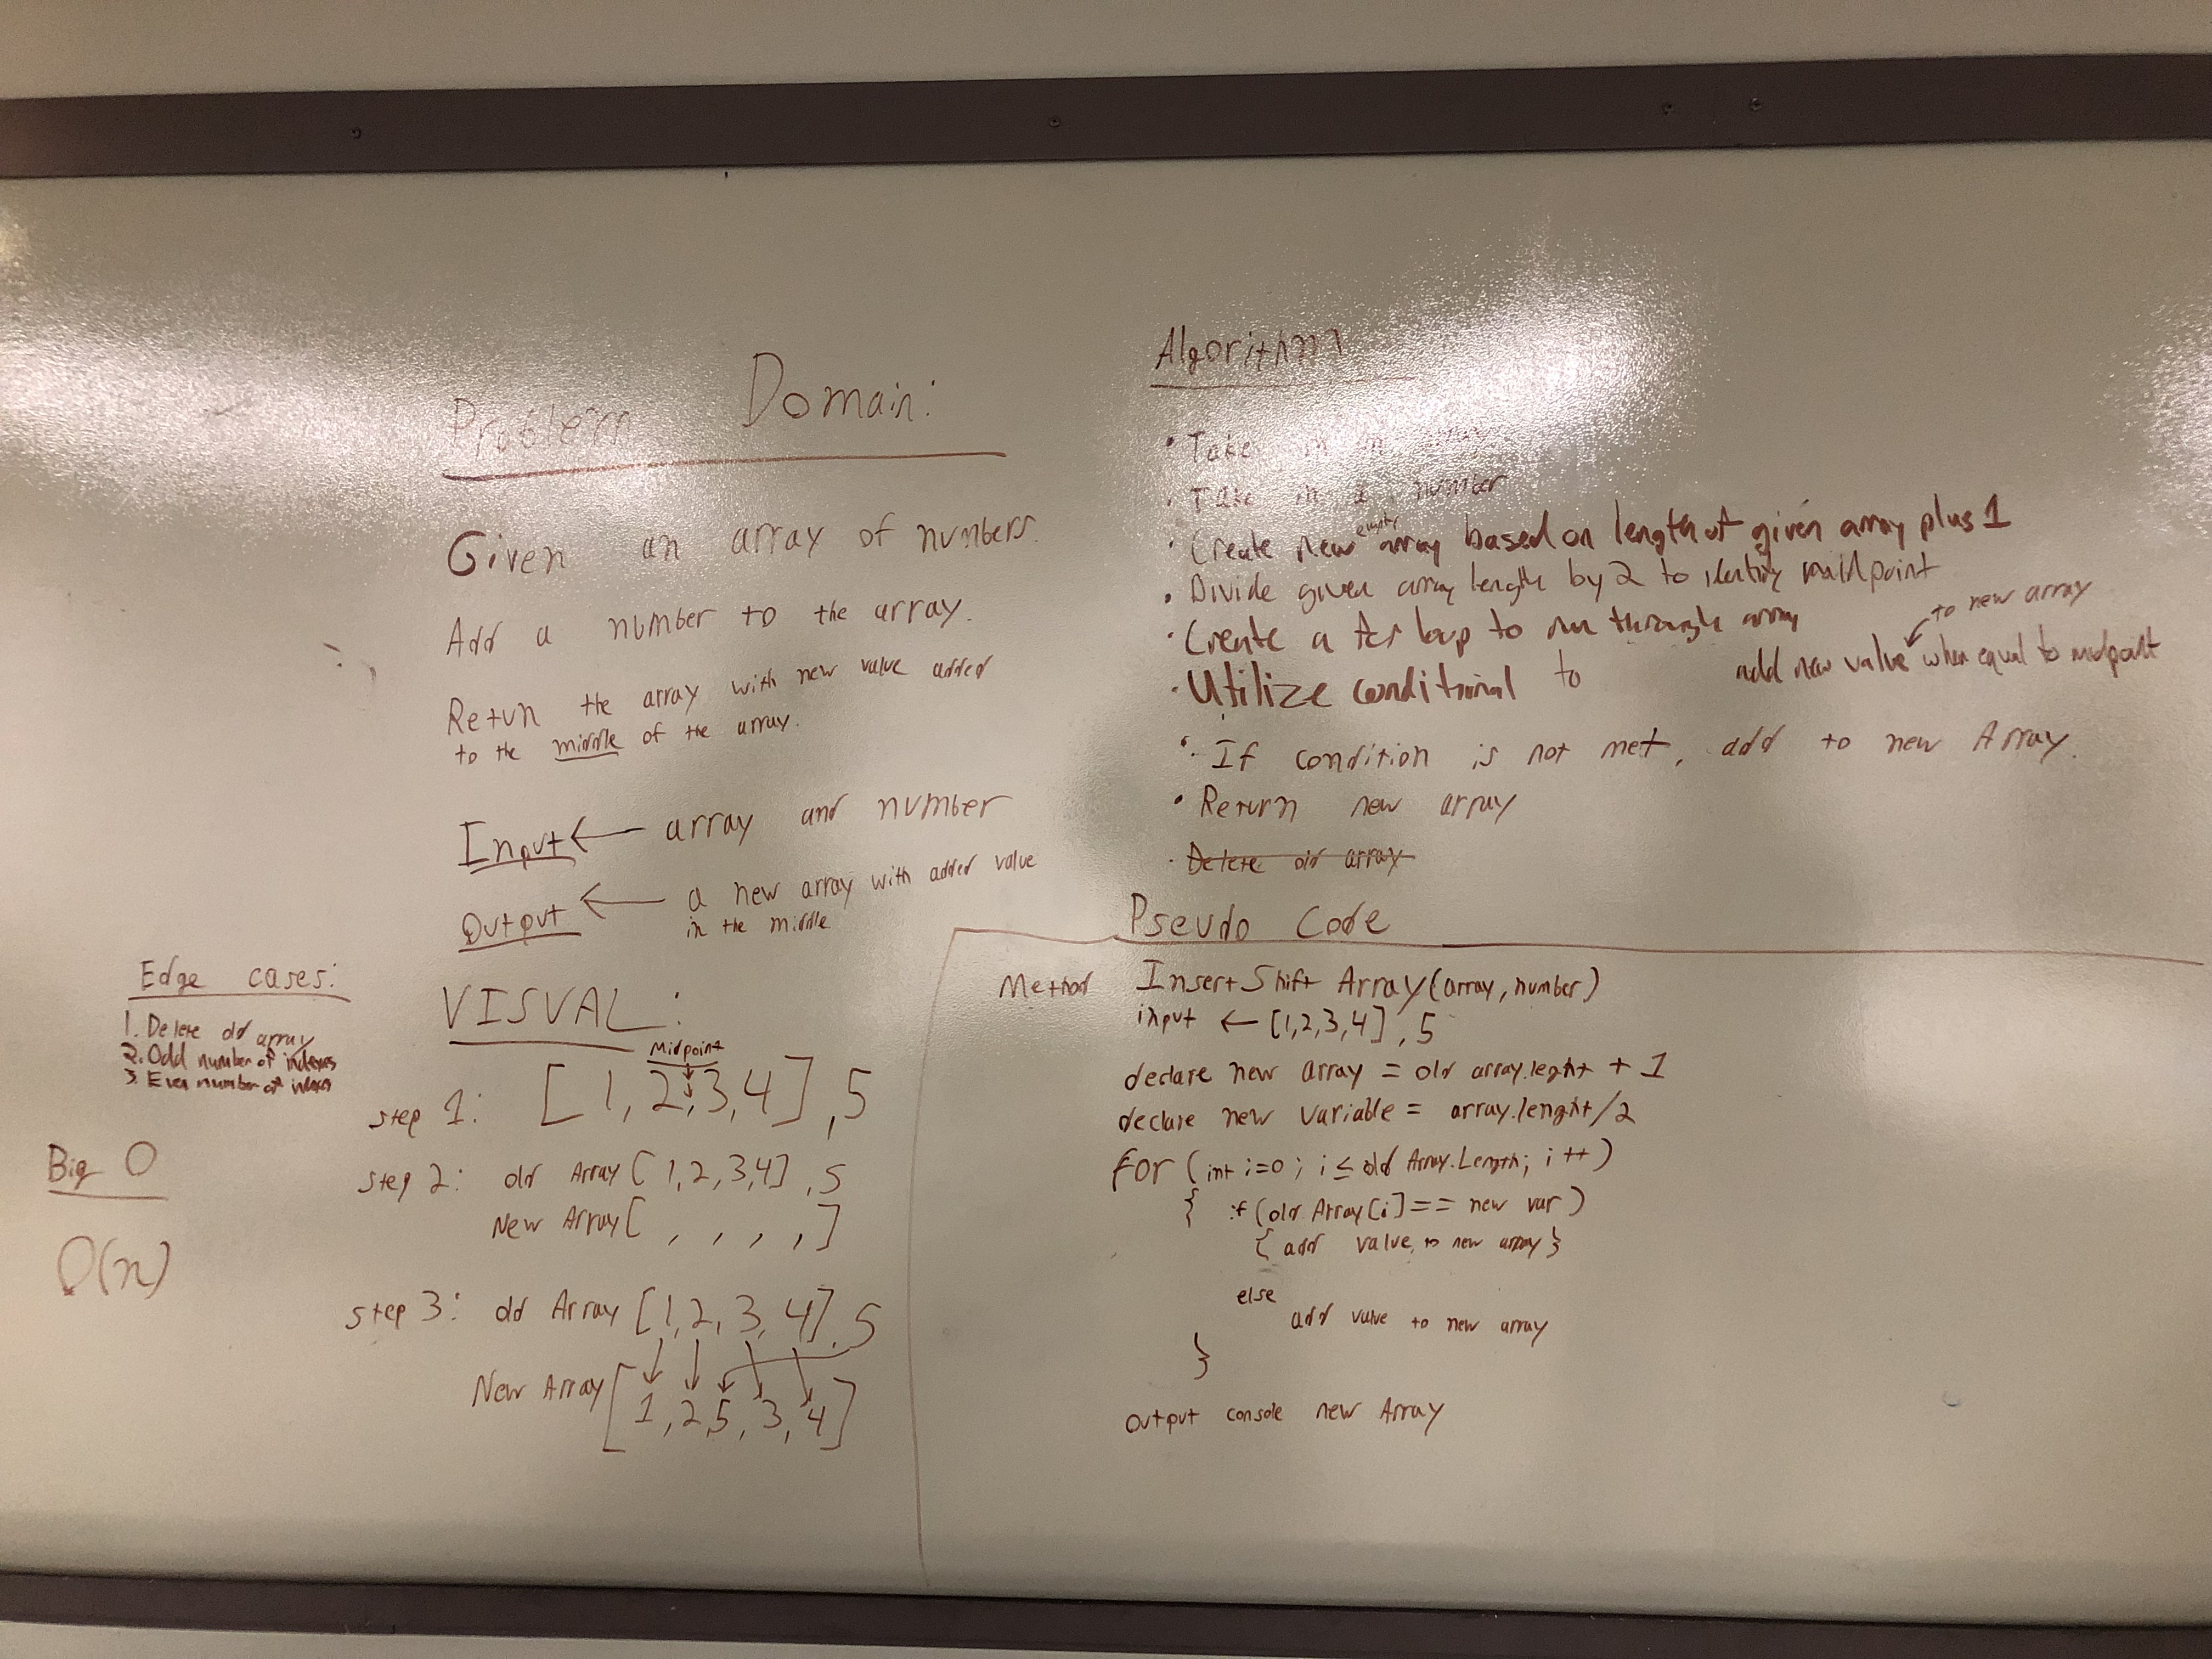 Problem Domain:
Given an array of numbers.
Add a number to the array.
Return the array with new value added
to the middle of the array.
Input ← array and number
Output ← a new array with added value
in the middle
Edge cases:
1. Delete old array
2. Odd number of indexes
3. Even number of indexes
Big O
O(n)
VISUAL:
Midpoint
step 1: [1, 2, 3, 4] , 5
step 2: old Array [1, 2, 3, 4] , 5
New Array [ , , , , ]
step 3: old Array [1, 2, 3, 4] , 5
New Array [1, 2, 5, 3, 4]
Algorithm
• Take in an array
• Take in a number
• Create new empty array based on length of given array plus 1
• Divide given array length by 2 to identify midpoint
• Create a for loop to run through array
to new array
• Utilize conditional to add new value when equal to midpoint
• If condition is not met, add to new Array.
• Return new array
• Delete old array
Pseudo Code
Method InsertShift Array(array, number)
input ← [1,2,3,4] , 5
declare new array = old array.leght + 1
declare new variable = array.lenght/2
for (int i=0; i ≤ old Array.Length; i++)
{ if (old Array[i] == new var)
{ add value to new array }
else
add value to new array
}
output console new Array